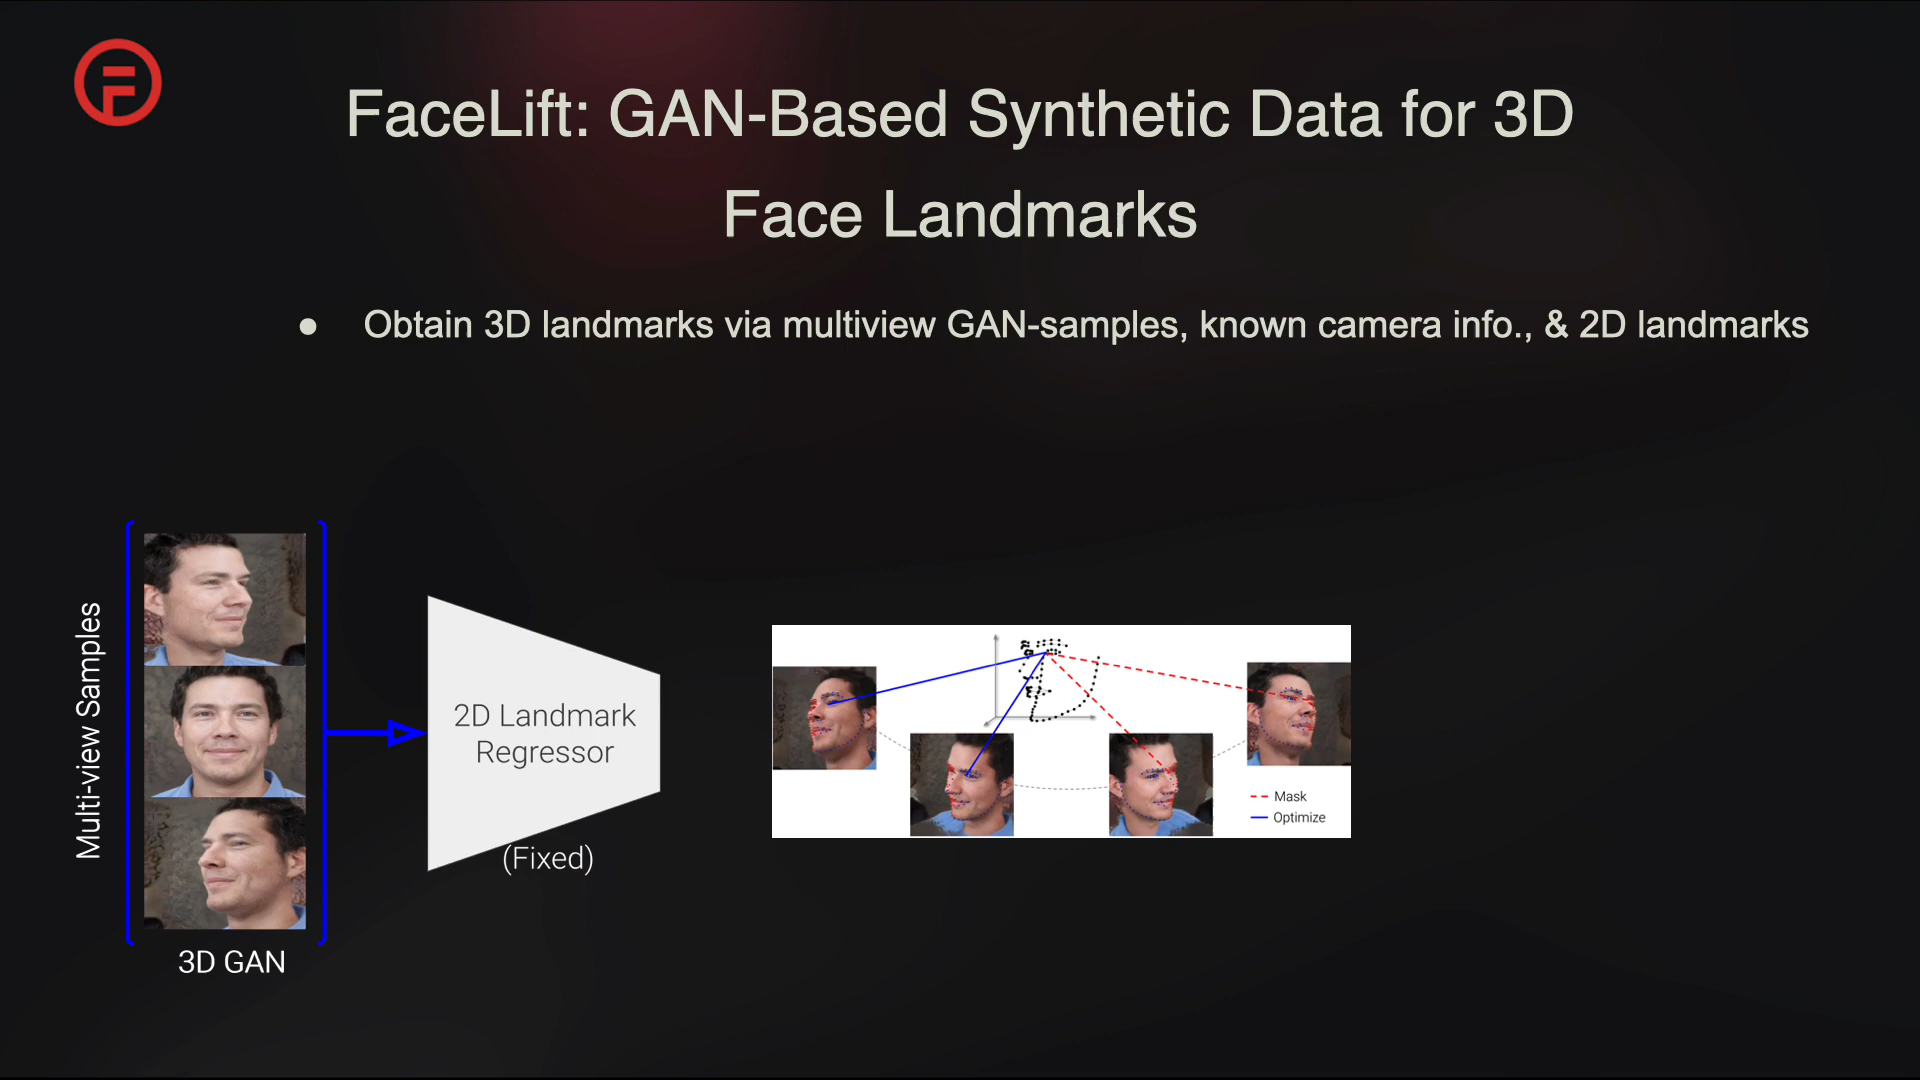 FaceLift: GAN-Based Synthetic Data for 3D
Face Landmarks
● Obtain 3D landmarks via multiview GAN-samples, known camera info., & 2D landmarks
Multi-view Samples
3D GAN
2D Landmark
Regressor
(Fixed)
Mask
Optimize